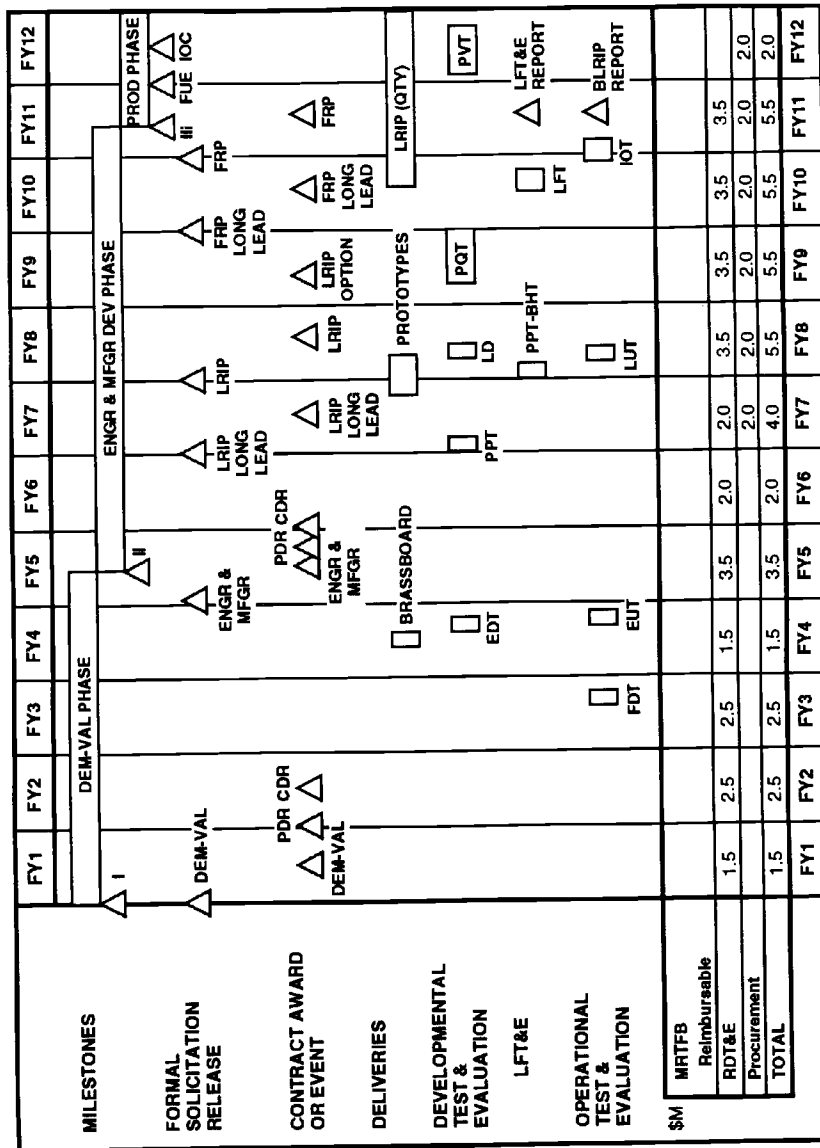 FY1 FY2 FY3 FY4 FY5 FY6 FY7 FY8 FY9 FY10 FY11 FY12
MILESTONES
DEM-VAL PHASE
ENGR & MFGR DEV PHASE
PROD PHASE
I II IIi FUE IOC
FORMAL
SOLICITATION
RELEASE
DEM-VAL
ENGR &
MFGR
LRIP
LONG
LEAD
LRIP
FRP
LONG
LEAD
FRP
CONTRACT AWARD
OR EVENT
PDR CDR
DEM-VAL
PDR CDR
ENGR &
MFGR
LRIP
LONG
LEAD
LRIP
LRIP
OPTION
FRP
LONG
LEAD
FRP
DELIVERIES
BRASSBOARD
PROTOTYPES
LRIP (QTY)
DEVELOPMENTAL
TEST &
EVALUATION
EDT
PPT
LD
PQT
PVT
LFT&E
PPT-BHT
LFT
LFT&E
REPORT
OPERATIONAL
TEST &
EVALUATION
FDT
EUT
LUT
IOT
BLRIP
REPORT
$M
MRTFB
Reimbursable
RDT&E 1.5 2.5 2.5 1.5 3.5 2.0 2.0 3.5 3.5 3.5 3.5
Procurement 2.0 2.0 2.0 2.0 2.0 2.0
TOTAL 1.5 2.5 2.5 1.5 3.5 2.0 4.0 5.5 5.5 5.5 5.5 2.0
FY1 FY2 FY3 FY4 FY5 FY6 FY7 FY8 FY9 FY10 FY11 FY12